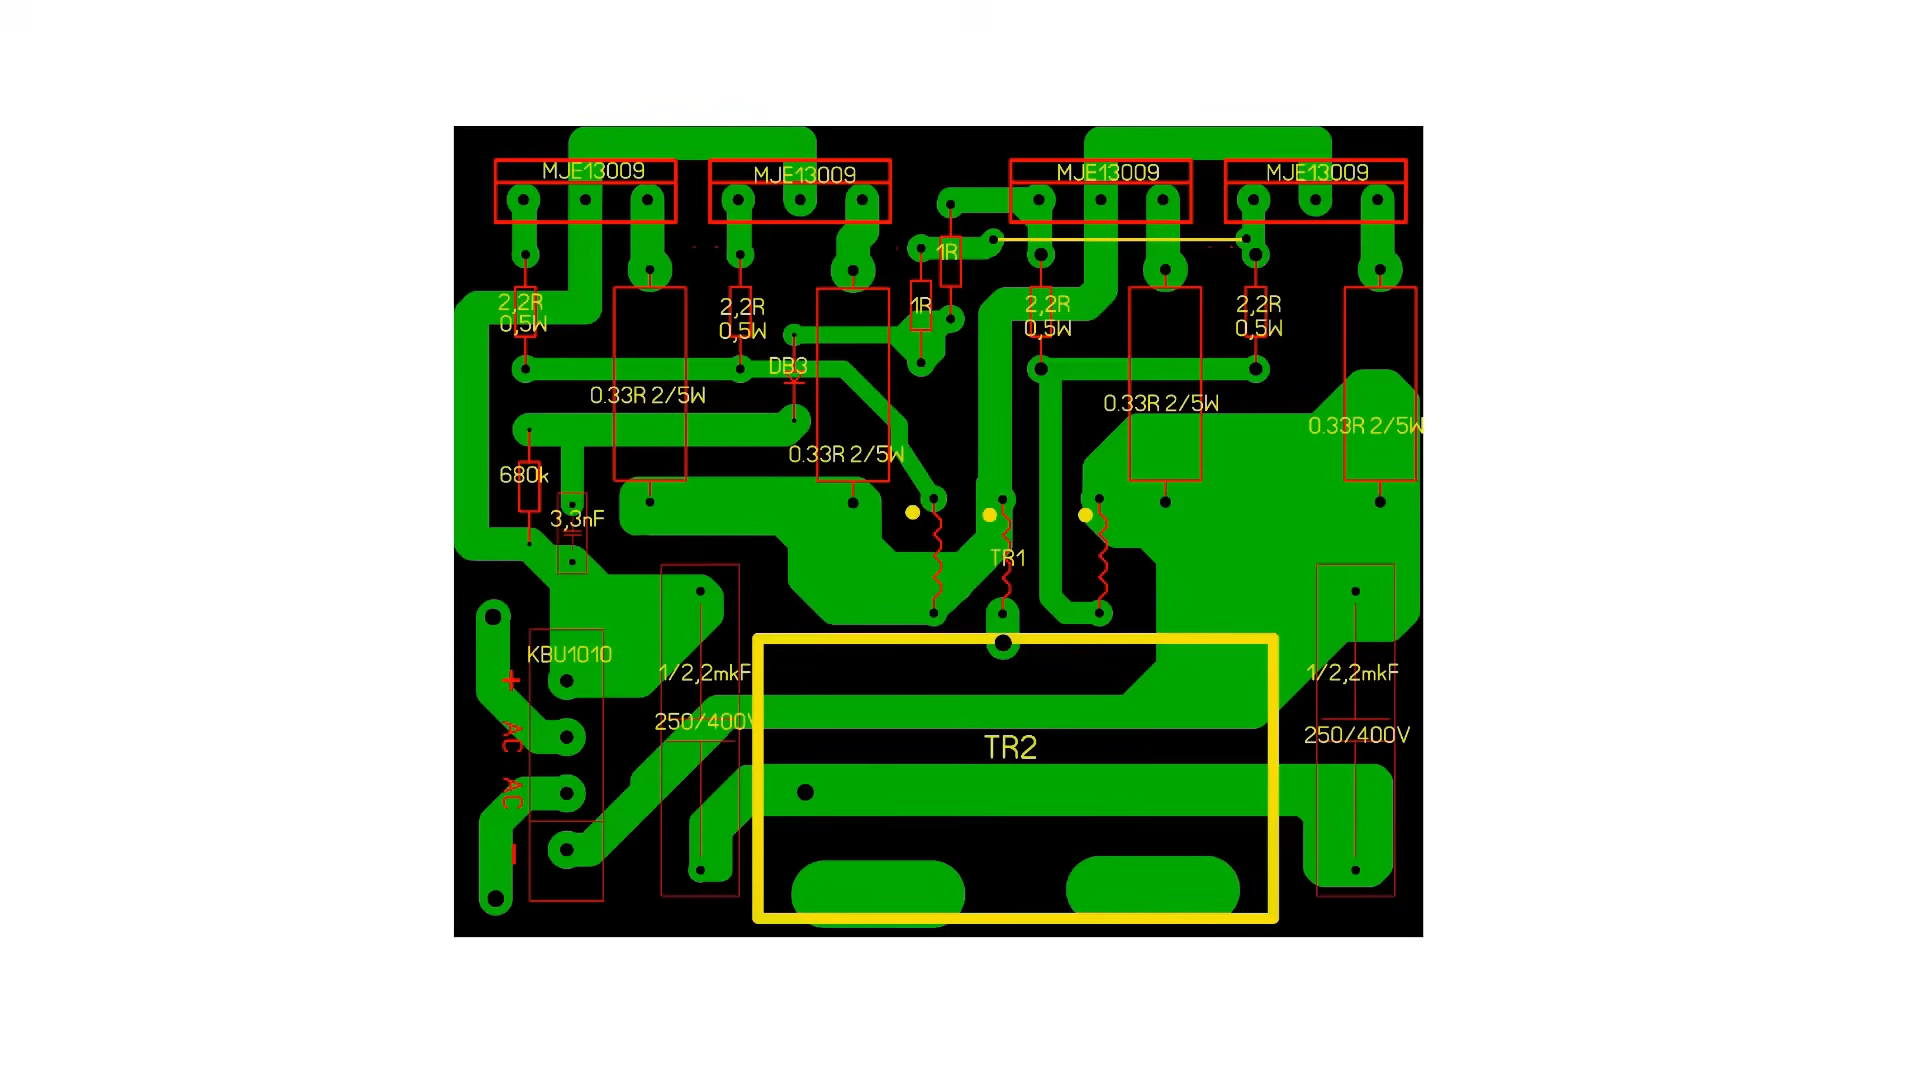 MJE13009
MJE13009
MJE13009
MJE13009
1R
1R
2,2R
0,5W
2,2R
0,5W
2,2R
0,5W
2,2R
0,5W
DB3
0.33R 2/5W
0.33R 2/5W
0.33R 2/5W
0.33R 2/5W
680k
3,3nF
TR1
KBU1010
+
AC
AC
-
1/2,2mkF
250/400V
1/2,2mkF
250/400V
TR2